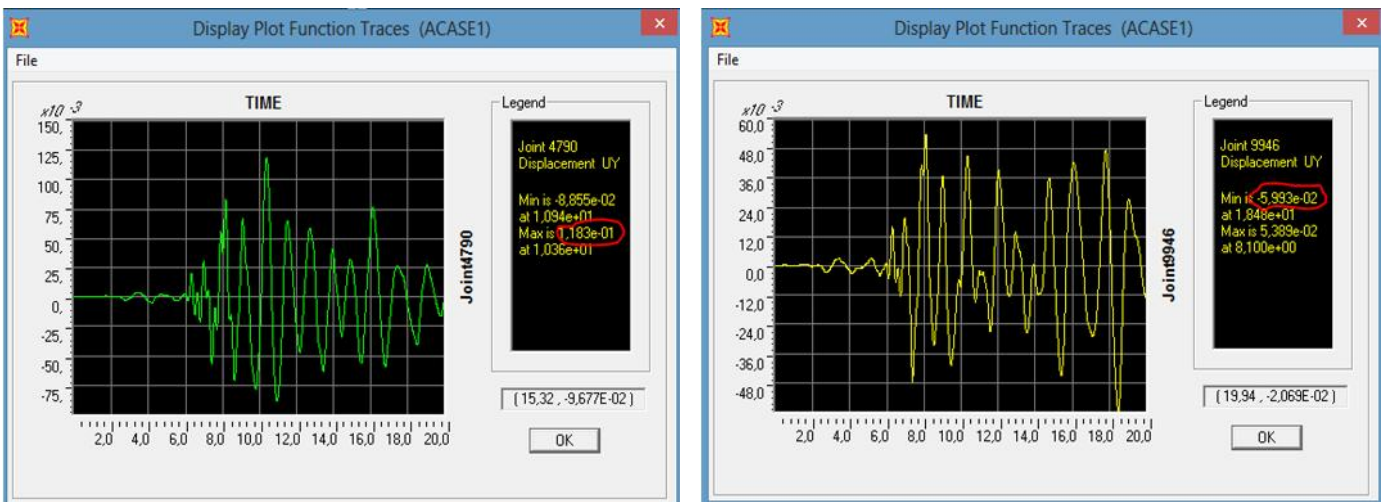 Display Plot Function Traces (ACASE1)
File
TIME
x10 -3
150,
125,
100,
75,
50,
25,
0,
-25,
-50,
-75,
2,0 4,0 6,0 8,0 10,0 12,0 14,0 16,0 18,0 20,0
Joint4790
Legend
Joint 4790
Displacement UY
Min is -8,855e-02
at 1,094e+01
Max is 1,183e-01
at 1,036e+01
(15,32 , -9,677E-02 )
OK
Display Plot Function Traces (ACASE1)
File
TIME
x10 -3
60,0
48,0
36,0
24,0
12,0
0,0
-12,0
-24,0
-36,0
-48,0
2,0 4,0 6,0 8,0 10,0 12,0 14,0 16,0 18,0 20,0
Joint9946
Legend
Joint 9946
Displacement UY
Min is -5,993e-02
at 1,848e+01
Max is 5,389e-02
at 8,100e+00
(19,94 , -2,069E-02 )
OK